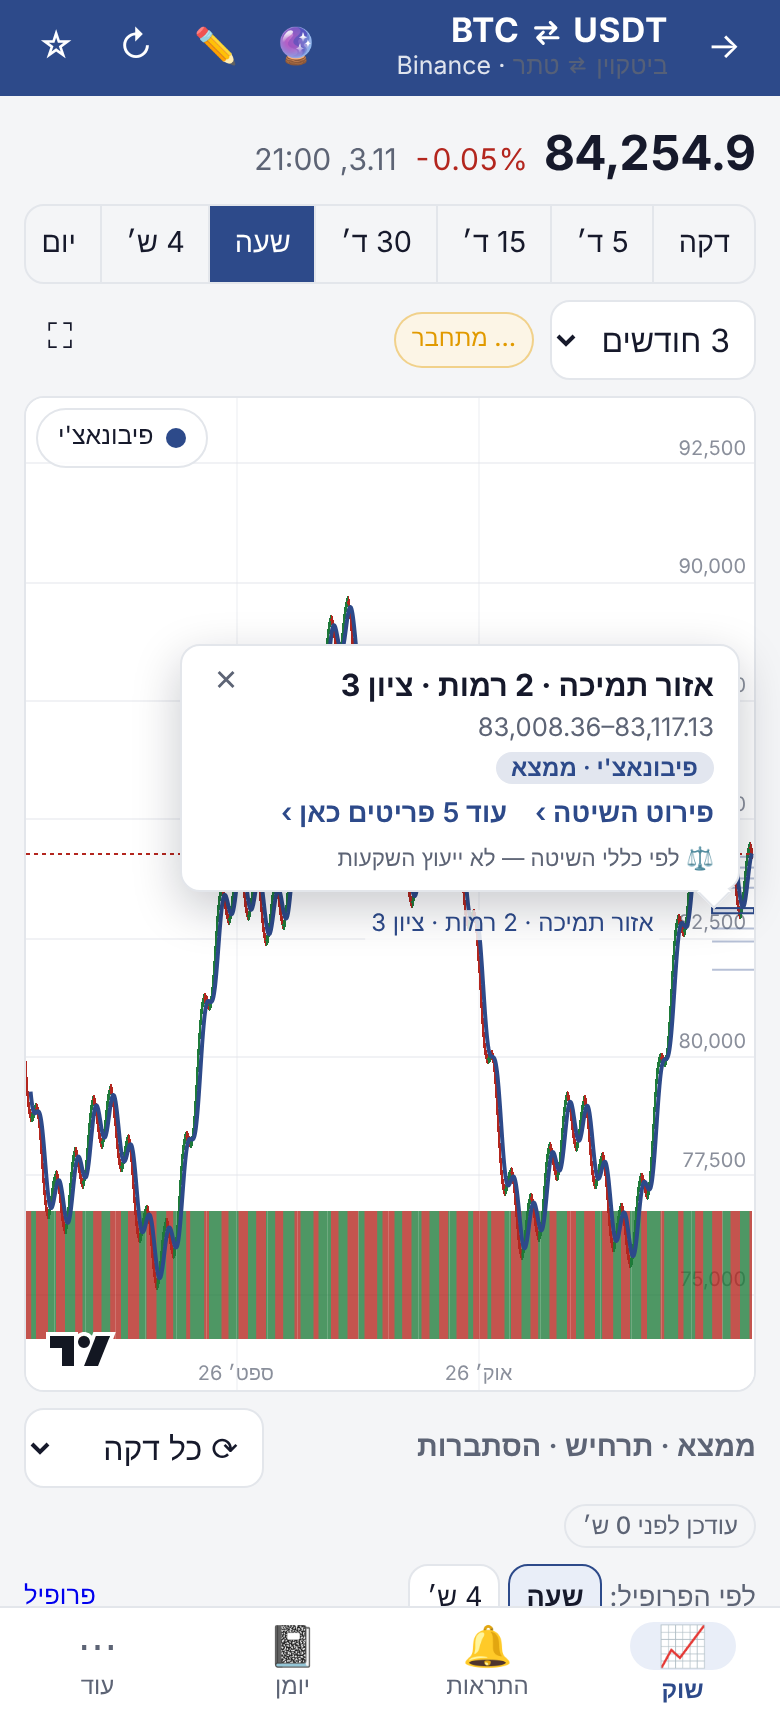 BTC ⇄ USDT
ביטקוין ⇄ טתר · Binance
84,254.9 -0.05% 3.11, 21:00
דקה
5 ד׳
15 ד׳
30 ד׳
שעה
4 ש׳
יום
3 חודשים
מתחבר ...
פיבונאצ'י
92,500
90,000
אזור תמיכה · 2 רמות · ציון 3
83,008.36–83,117.13
פיבונאצ'י · ממצא
פירוט השיטה › עוד 5 פריטים כאן ›
⚖️ לפי כללי השיטה — לא ייעוץ השקעות
אזור תמיכה · 2 רמות · ציון 3
80,000
77,500
75,000
ספט׳ 26
אוק׳ 26
ממצא · תרחיש · הסתברות
⟳ כל דקה
עודכן לפני 0 ש׳
לפי הפרופיל:
שעה
4 ש׳
פרופיל
שוק
התראות
יומן
עוד